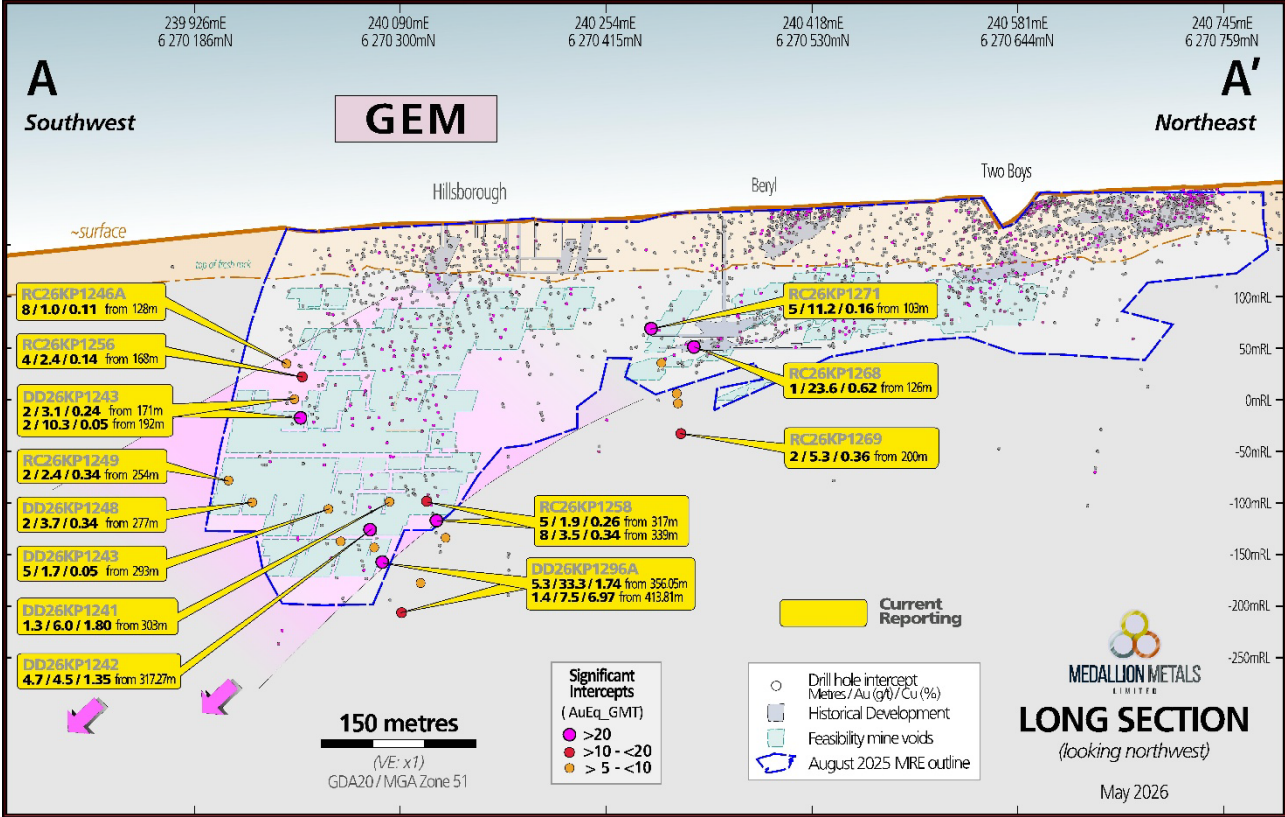 239 926mE
6 270 186mN
240 090mE
6 270 300mN
240 254mE
6 270 415mN
240 418mE
6 270 530mN
240 581mE
6 270 644mN
240 745mE
6 270 759mN
A
Southwest
GEM
A'
Northeast
Hillsborough
Beryl
Two Boys
~surface
top of fresh rock
RC26KP1246A
8 / 1.0 / 0.11 from 128m
RC26KP1256
4 / 2.4 / 0.14 from 168m
DD26KP1243
2 / 3.1 / 0.24 from 171m
2 / 10.3 / 0.05 from 192m
RC26KP1249
2 / 2.4 / 0.34 from 254m
DD26KP1248
2 / 3.7 / 0.34 from 277m
DD26KP1243
5 / 1.7 / 0.05 from 293m
DD26KP1241
1.3 / 6.0 / 1.80 from 303m
DD26KP1242
4.7 / 4.5 / 1.35 from 317.27m
RC26KP1271
5 / 11.2 / 0.16 from 103m
RC26KP1268
1 / 23.6 / 0.62 from 126m
RC26KP1269
2 / 5.3 / 0.36 from 200m
RC26KP1258
5 / 1.9 / 0.26 from 317m
8 / 3.5 / 0.34 from 339m
DD26KP1296A
5.3 / 33.3 / 1.74 from 356.05m
1.4 / 7.5 / 6.97 from 413.81m
100mRL
50mRL
0mRL
-50mRL
-100mRL
-150mRL
-200mRL
-250mRL
Current
Reporting
150 metres
(VE: x1)
GDA20 / MGA Zone 51
Significant
Intercepts
( AuEq_GMT)
>20
>10 - <20
> 5 - <10
Drill hole intercept
Metres / Au (g/t) / Cu (%)
Historical Development
Feasibility mine voids
August 2025 MRE outline
MEDALLION METALS
LIMITED
LONG SECTION
(looking northwest)
May 2026